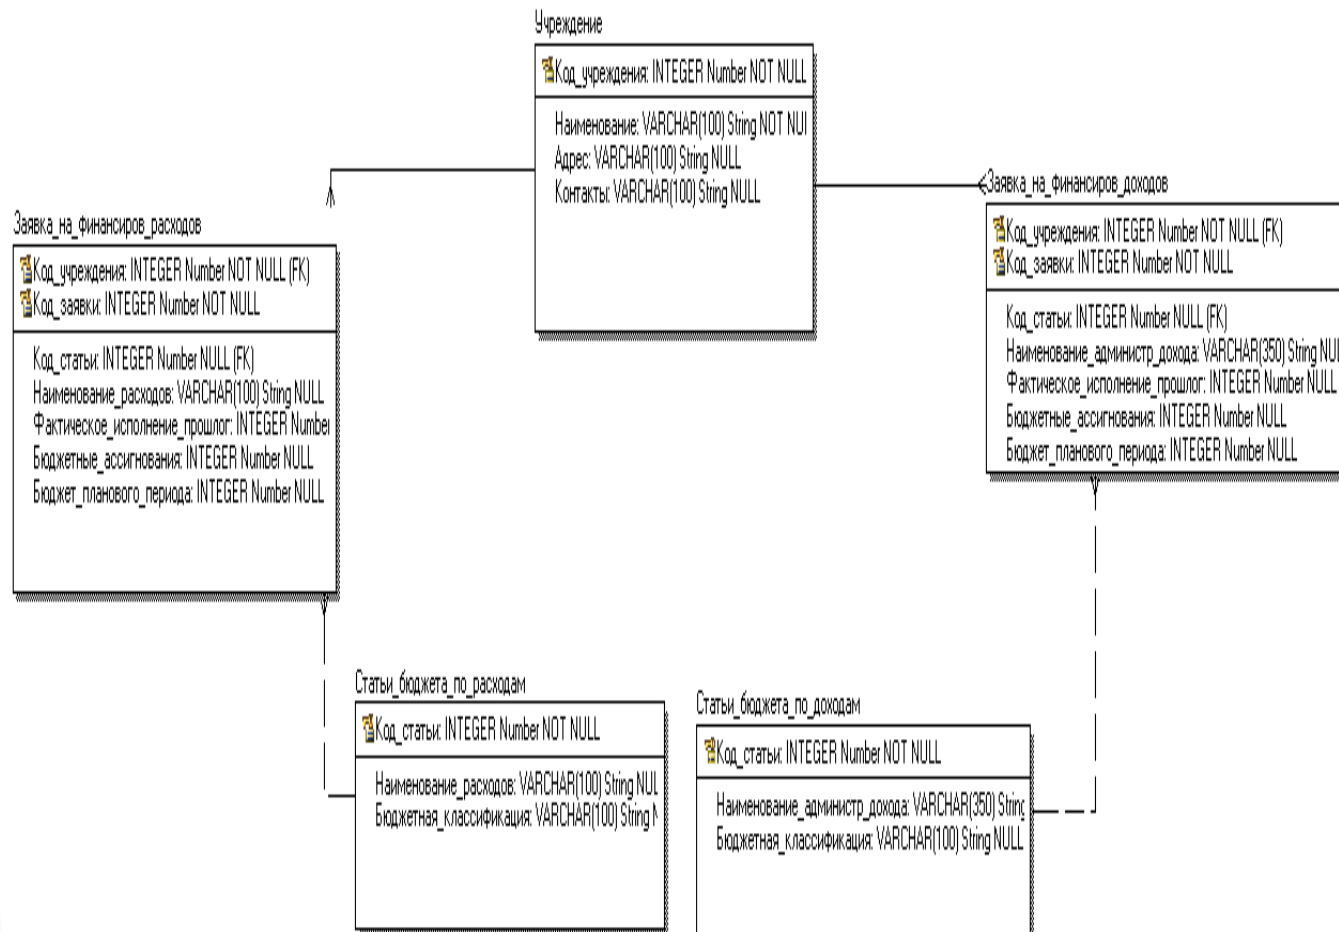 Учреждение
Код_учреждения: INTEGER Number NOT NULL
Наименование: VARCHAR(100) String NOT NUI
Адрес: VARCHAR(100) String NULL
Контакты: VARCHAR(100) String NULL
Заявка_на_финансиров_расходов
Код_учреждения: INTEGER Number NOT NULL (FK)
Код_заявки: INTEGER Number NOT NULL
Код_статьи: INTEGER Number NULL (FK)
Наименование_расходов: VARCHAR(100) String NULL
Фактическое_исполнение_прошлог: INTEGER Number
Бюджетные_ассигнования: INTEGER Number NULL
Бюджет_планового_периода: INTEGER Number NULL
Заявка_на_финансиров_доходов
Код_учреждения: INTEGER Number NOT NULL (FK)
Код_заявки: INTEGER Number NOT NULL
Код_статьи: INTEGER Number NULL (FK)
Наименование_администр_дохода: VARCHAR(350) String NUL
Фактическое_исполнение_прошлог: INTEGER Number NULL
Бюджетные_ассигнования: INTEGER Number NULL
Бюджет_планового_периода: INTEGER Number NULL
Статьи_бюджета_по_расходам
Код_статьи: INTEGER Number NOT NULL
Наименование_расходов: VARCHAR(100) String NUL
Бюджетная_классификация: VARCHAR(100) String N
Статьи_бюджета_по_доходам
Код_статьи: INTEGER Number NOT NULL
Наименование_администр_дохода: VARCHAR(350) String
Бюджетная_классификация: VARCHAR(100) String NULL